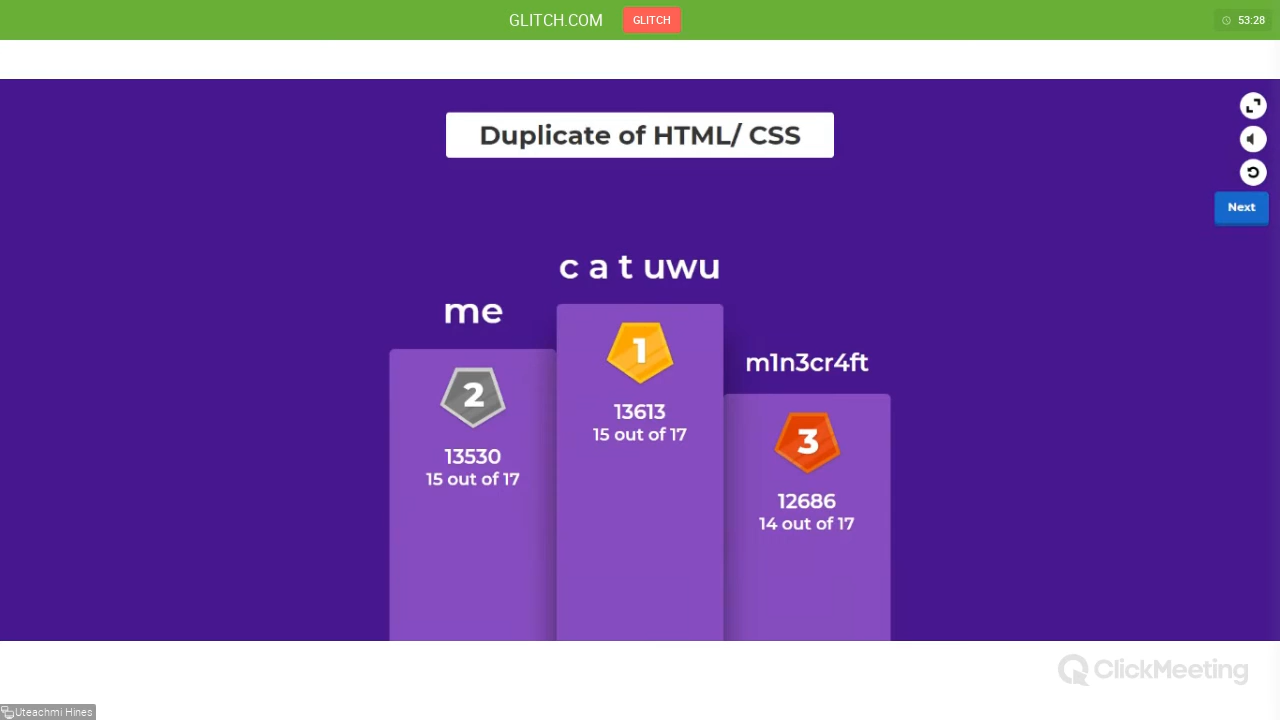 GLITCH.COM
GLITCH
53:28
Duplicate of HTML/ CSS
Next
c a t uwu
me
m1n3cr4ft
1
13613
15 out of 17
2
13530
15 out of 17
3
12686
14 out of 17
ClickMeeting
Uteachmi Hines